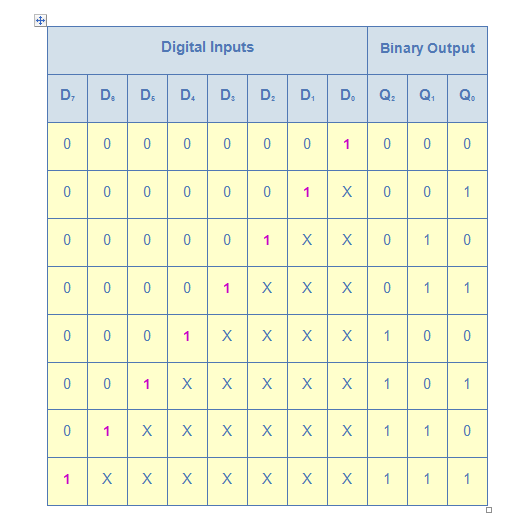 Digital Inputs Binary Output
D₇ D₆ D₅ D₄ D₃ D₂ D₁ D₀ Q₂ Q₁ Q₀
0 0 0 0 0 0 0 1 0 0 0
0 0 0 0 0 0 1 X 0 0 1
0 0 0 0 0 1 X X 0 1 0
0 0 0 0 1 X X X 0 1 1
0 0 0 1 X X X X 1 0 0
0 0 1 X X X X X 1 0 1
0 1 X X X X X X 1 1 0
1 X X X X X X X 1 1 1